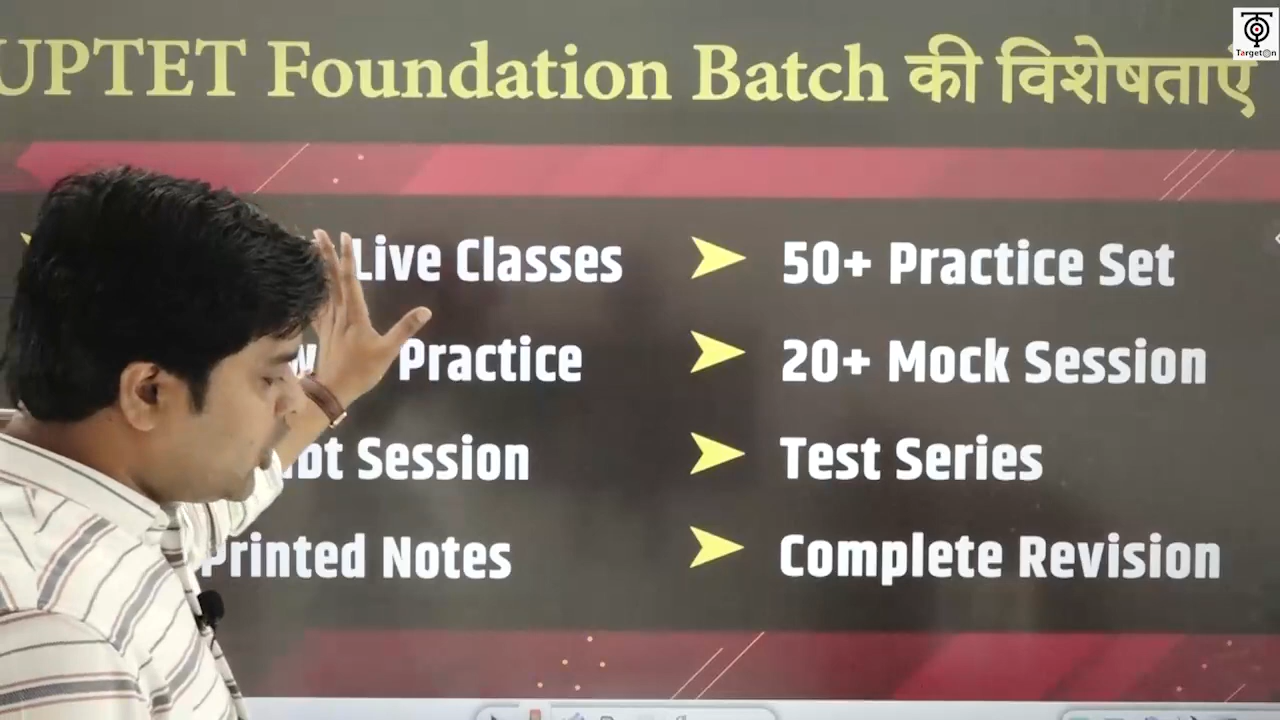 UPTET Foundation Batch की विशेषताएं
TargetOn
Live Classes
50+ Practice Set
Practice
20+ Mock Session
Session
Test Series
Printed Notes
Complete Revision